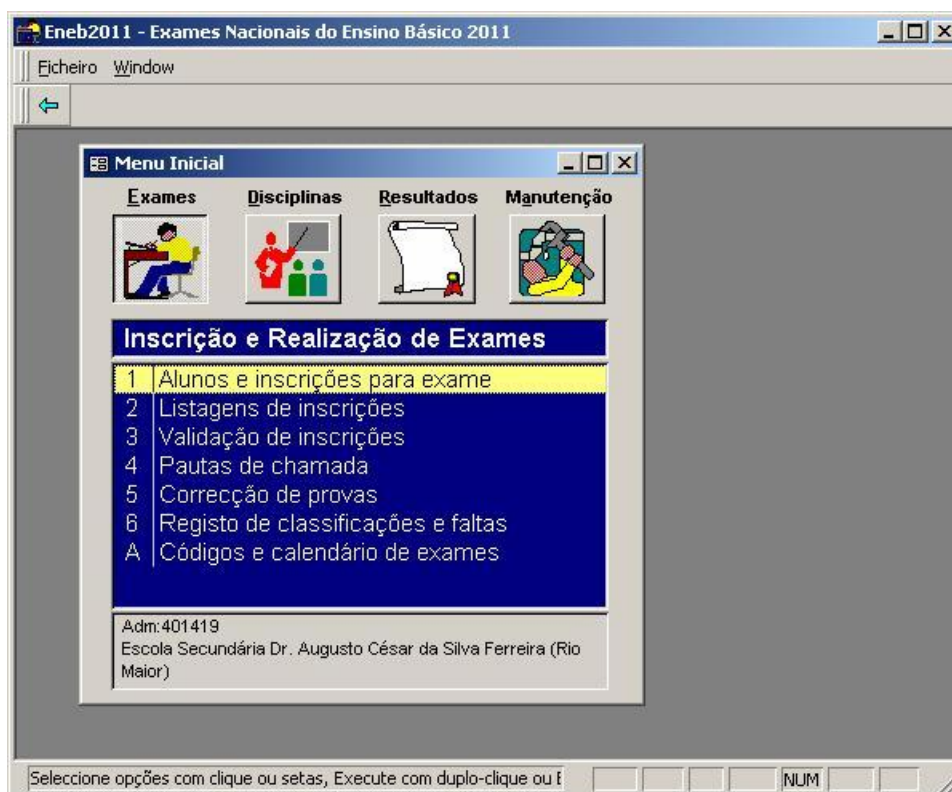 Eneb2011 - Exames Nacionais do Ensino Básico 2011
Ficheiro Window
Menu Inicial
Exames Disciplinas Resultados Manutenção
Inscrição e Realização de Exames
1 Alunos e inscrições para exame
2 Listagens de inscrições
3 Validação de inscrições
4 Pautas de chamada
5 Correcção de provas
6 Registo de classificações e faltas
A Códigos e calendário de exames
Adm:401419
Escola Secundária Dr. Augusto César da Silva Ferreira (Rio
Maior)
Seleccione opções com clique ou setas, Execute com duplo-clique ou
NUM